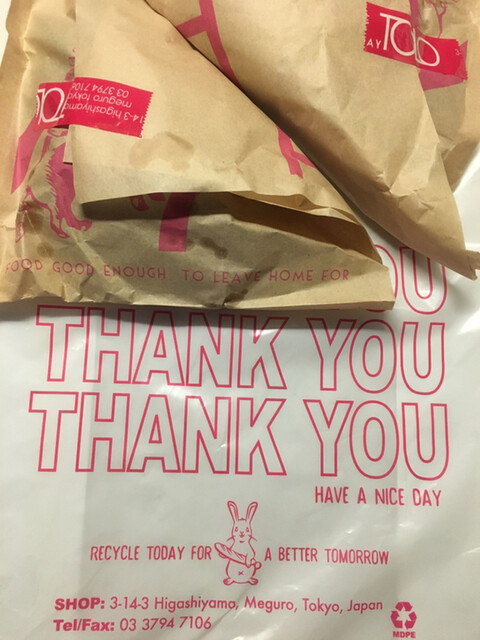 TOLO
AY
14-3 higashiyama
meguro tokyo
03 3794 7106
FOOD GOOD ENOUGH TO LEAVE HOME FOR
YOU
THANK YOU
THANK YOU
HAVE A NICE DAY
RECYCLE TODAY FOR A BETTER TOMORROW
SHOP: 3-14-3 Higashiyama, Meguro, Tokyo, Japan
Tel/Fax: 03 3794 7106
MDPE